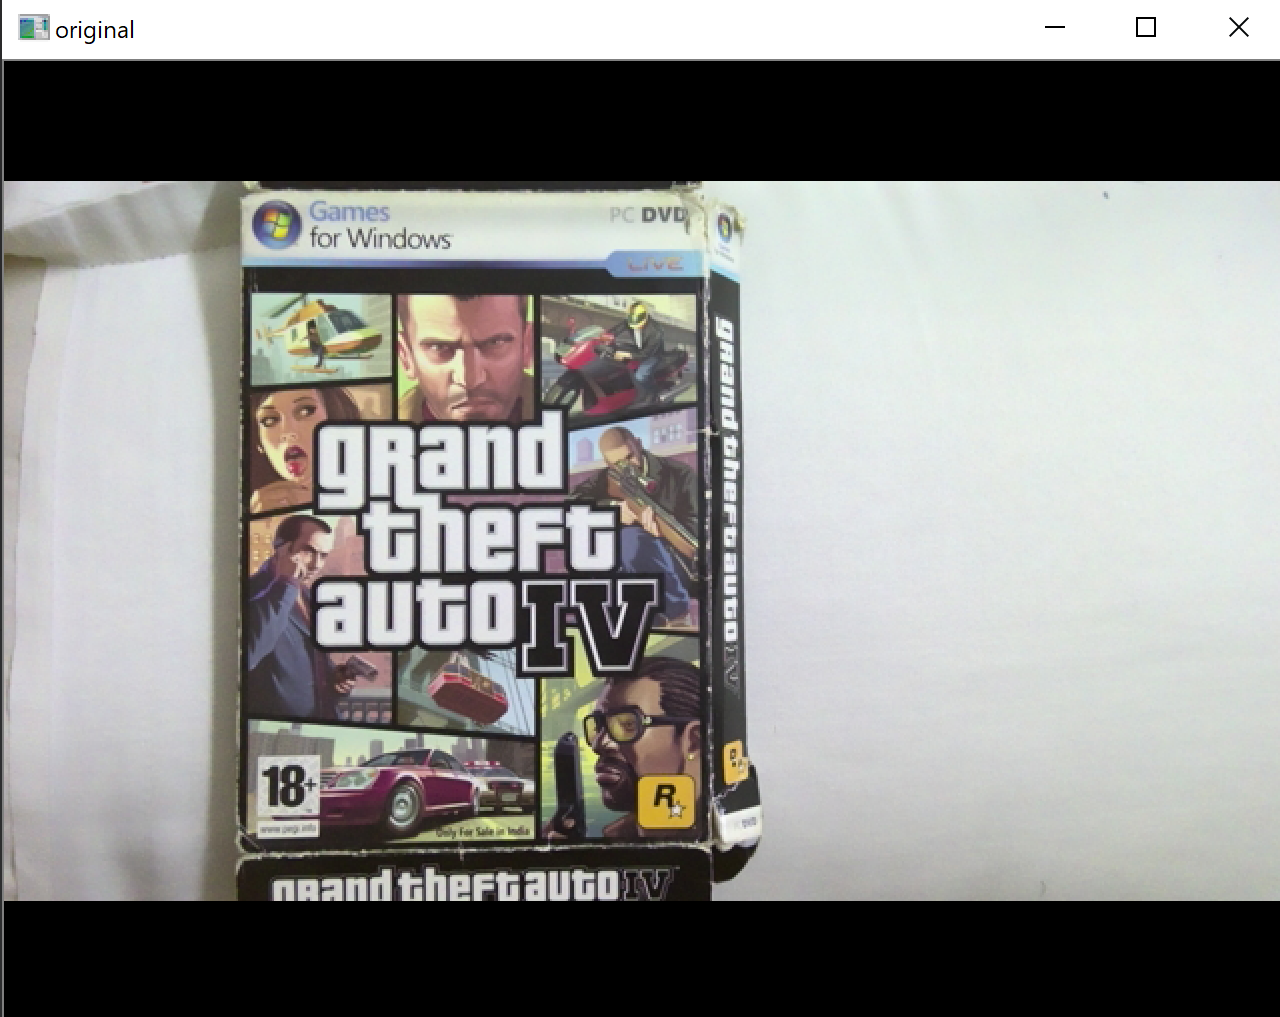 original
Games
for Windows
PC DVD
LIVE
grand
theft
auto IV
grand theft auto IV
18+
www.pegi.info
Only For Sale in India
R
grand theft auto IV